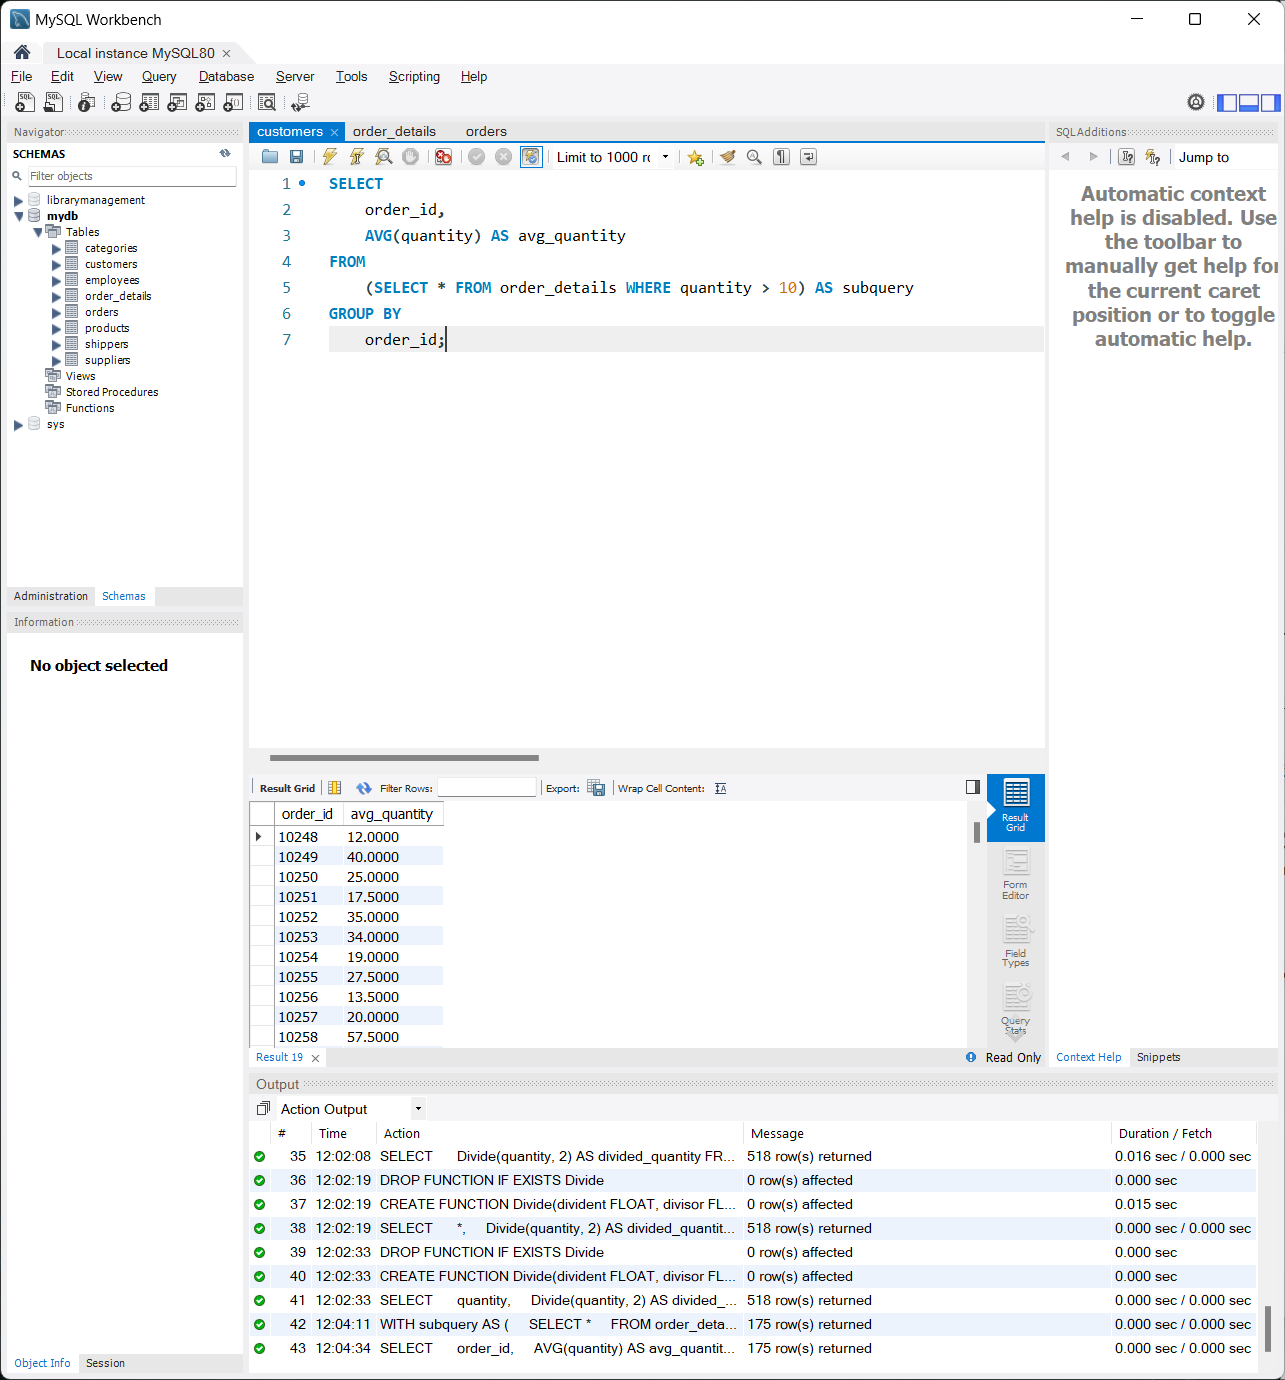 MySQL Workbench
Local instance MySQL80
File Edit View Query Database Server Tools Scripting Help
Navigator
SCHEMAS
Filter objects
librarymanagement
mydb
Tables
categories
customers
employees
order_details
orders
products
shippers
suppliers
Views
Stored Procedures
Functions
sys
Administration Schemas
Information
No object selected
Object Info Session
customers order_details orders
Limit to 1000 rc
1 SELECT
2 order_id,
3 AVG(quantity) AS avg_quantity
4 FROM
5 (SELECT * FROM order_details WHERE quantity > 10) AS subquery
6 GROUP BY
7 order_id;
SQLAdditions
Jump to
Automatic context
help is disabled. Use
the toolbar to
manually get help for
the current caret
position or to toggle
automatic help.
Result Grid Filter Rows: Export: Wrap Cell Content:
order_id avg_quantity
10248 12.0000
10249 40.0000
10250 25.0000
10251 17.5000
10252 35.0000
10253 34.0000
10254 19.0000
10255 27.5000
10256 13.5000
10257 20.0000
10258 57.5000
Result
Grid
Form
Editor
Field
Types
Query
Stats
Result 19
Read Only
Context Help Snippets
Output
Action Output
# Time Action Message Duration / Fetch
35 12:02:08 SELECT Divide(quantity, 2) AS divided_quantity FR... 518 row(s) returned 0.016 sec / 0.000 sec
36 12:02:19 DROP FUNCTION IF EXISTS Divide 0 row(s) affected 0.000 sec
37 12:02:19 CREATE FUNCTION Divide(divident FLOAT, divisor FL... 0 row(s) affected 0.015 sec
38 12:02:19 SELECT *, Divide(quantity, 2) AS divided_quantit... 518 row(s) returned 0.000 sec / 0.000 sec
39 12:02:33 DROP FUNCTION IF EXISTS Divide 0 row(s) affected 0.000 sec
40 12:02:33 CREATE FUNCTION Divide(divident FLOAT, divisor FL... 0 row(s) affected 0.000 sec
41 12:02:33 SELECT quantity, Divide(quantity, 2) AS divided_... 518 row(s) returned 0.000 sec / 0.000 sec
42 12:04:11 WITH subquery AS ( SELECT * FROM order_deta... 175 row(s) returned 0.000 sec / 0.000 sec
43 12:04:34 SELECT order_id, AVG(quantity) AS avg_quantit... 175 row(s) returned 0.000 sec / 0.000 sec